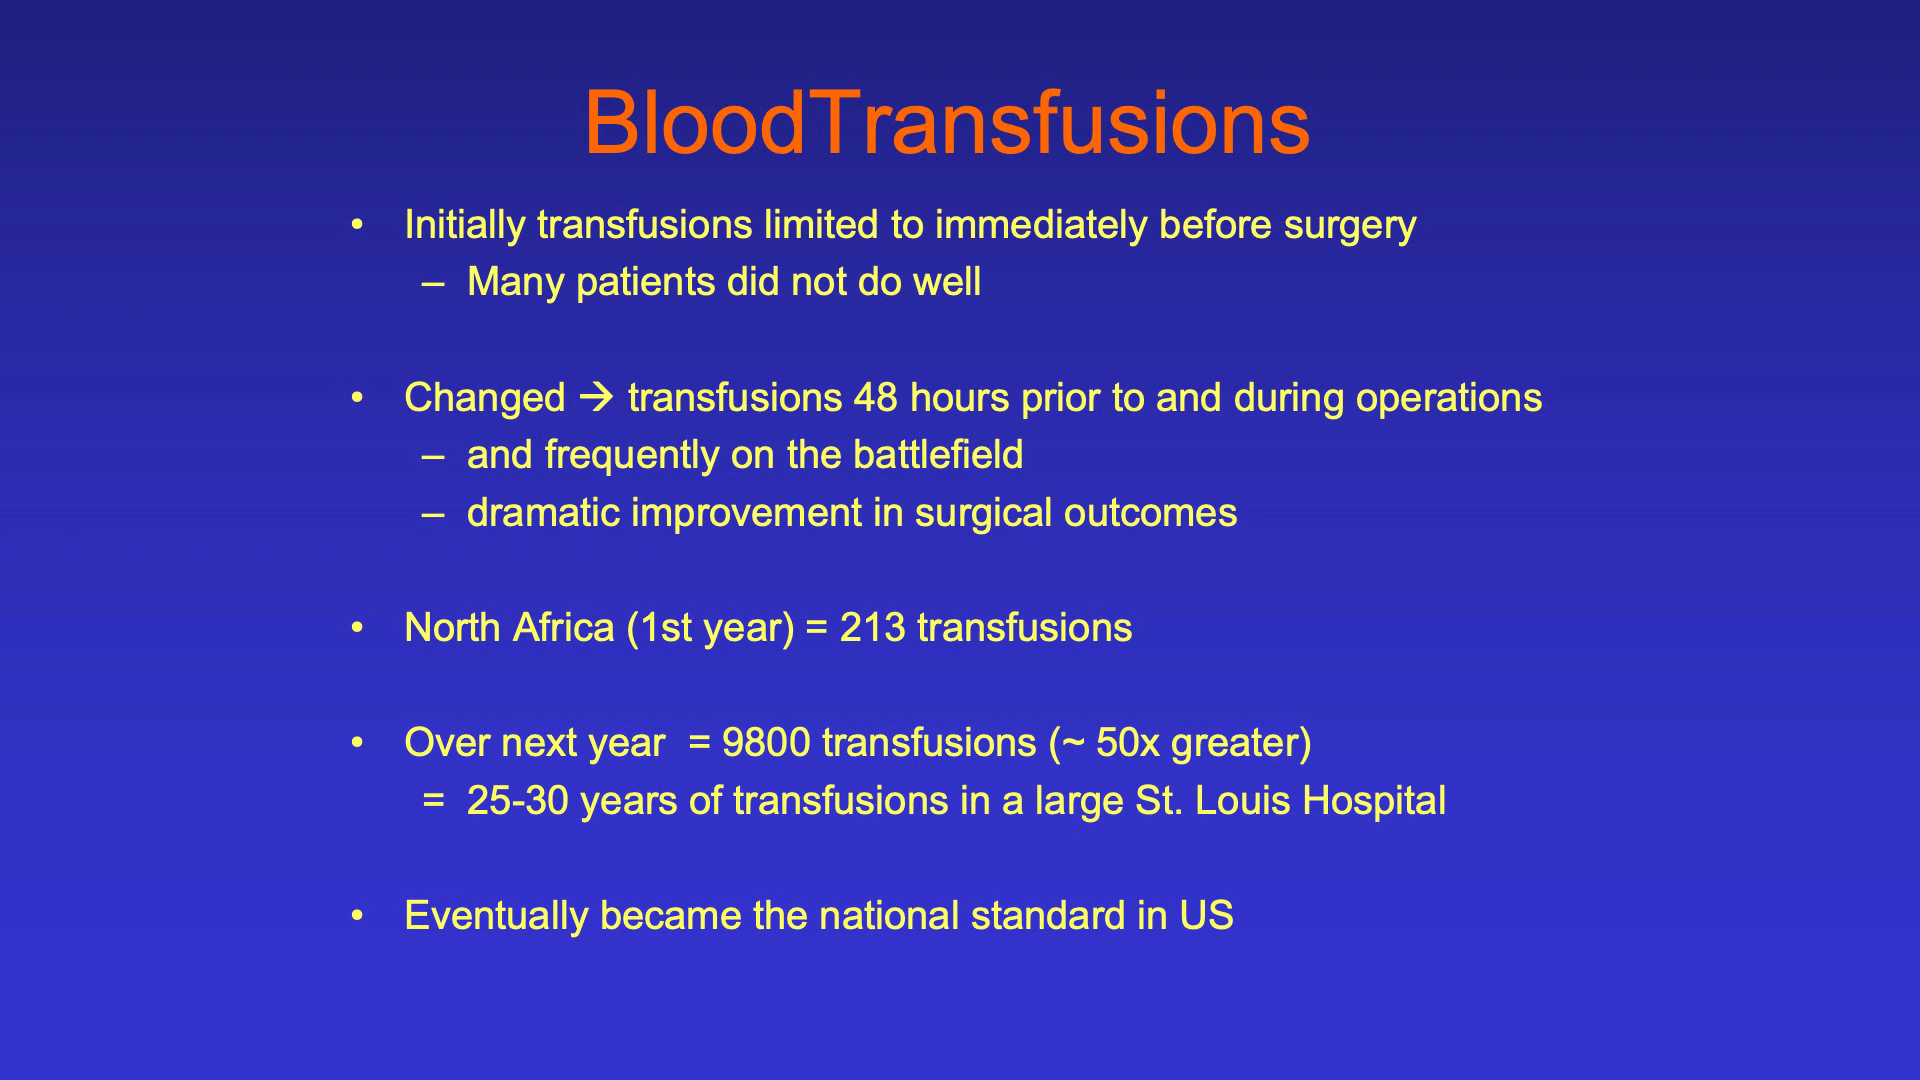 BloodTransfusions
• Initially transfusions limited to immediately before surgery
– Many patients did not do well
• Changed → transfusions 48 hours prior to and during operations
– and frequently on the battlefield
– dramatic improvement in surgical outcomes
• North Africa (1st year) = 213 transfusions
• Over next year  = 9800 transfusions (~ 50x greater)
= 25-30 years of transfusions in a large St. Louis Hospital
• Eventually became the national standard in US